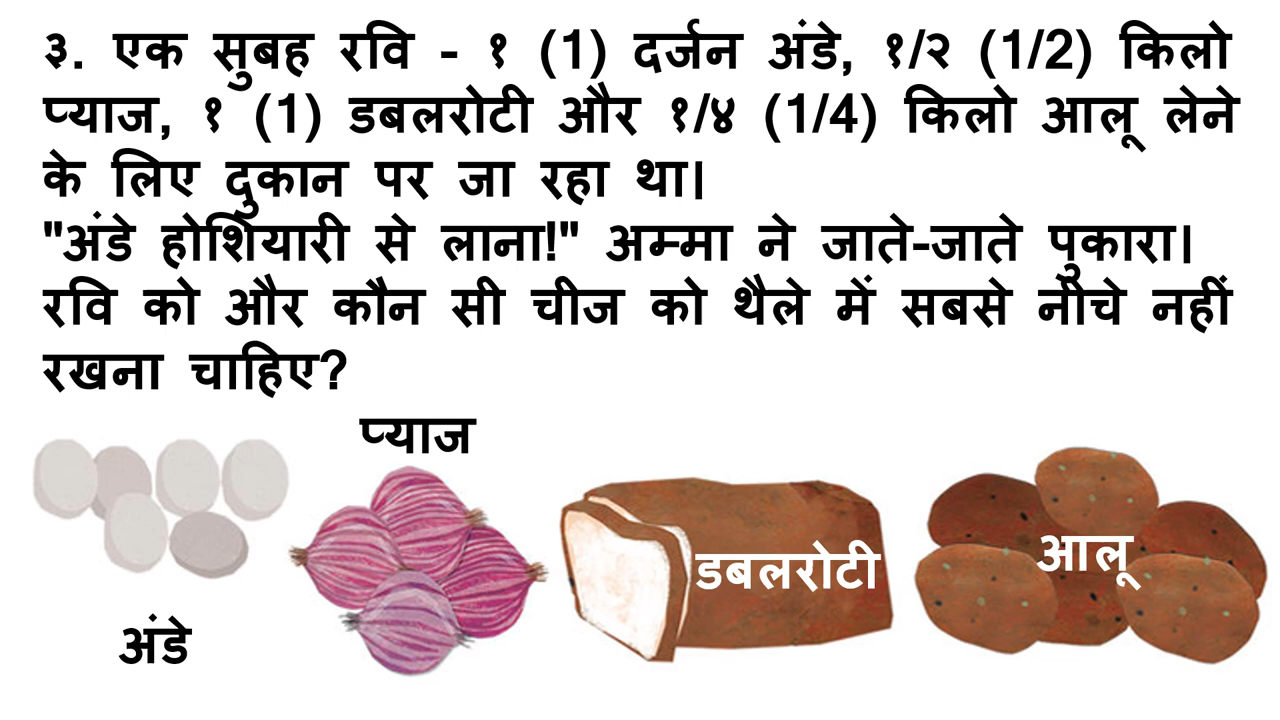 ३. एक सुबह रवि - १ (1) दर्जन अंडे, १/२ (1/2) किलो
प्याज, १ (1) डबलरोटी और १/४ (1/4) किलो आलू लेने
के लिए दुकान पर जा रहा था।
"अंडे होशियारी से लाना!" अम्मा ने जाते-जाते पुकारा।
रवि को और कौन सी चीज को थैले में सबसे नीचे नहीं
रखना चाहिए?
प्याज
डबलरोटी
आलू
अंडे